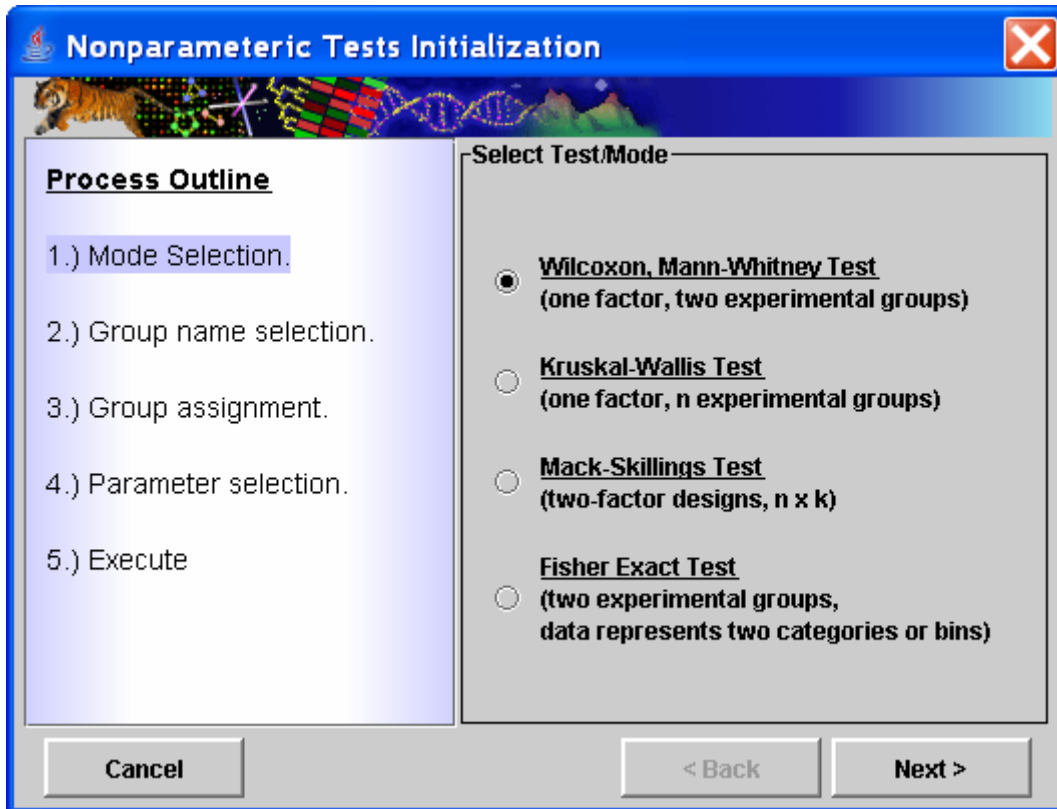 Nonparameteric Tests Initialization
Process Outline
1.) Mode Selection.
2.) Group name selection.
3.) Group assignment.
4.) Parameter selection.
5.) Execute
Select Test/Mode
Wilcoxon, Mann-Whitney Test
(one factor, two experimental groups)
Kruskal-Wallis Test
(one factor, n experimental groups)
Mack-Skillings Test
(two-factor designs, n x k)
Fisher Exact Test
(two experimental groups,
data represents two categories or bins)
Cancel
< Back
Next >